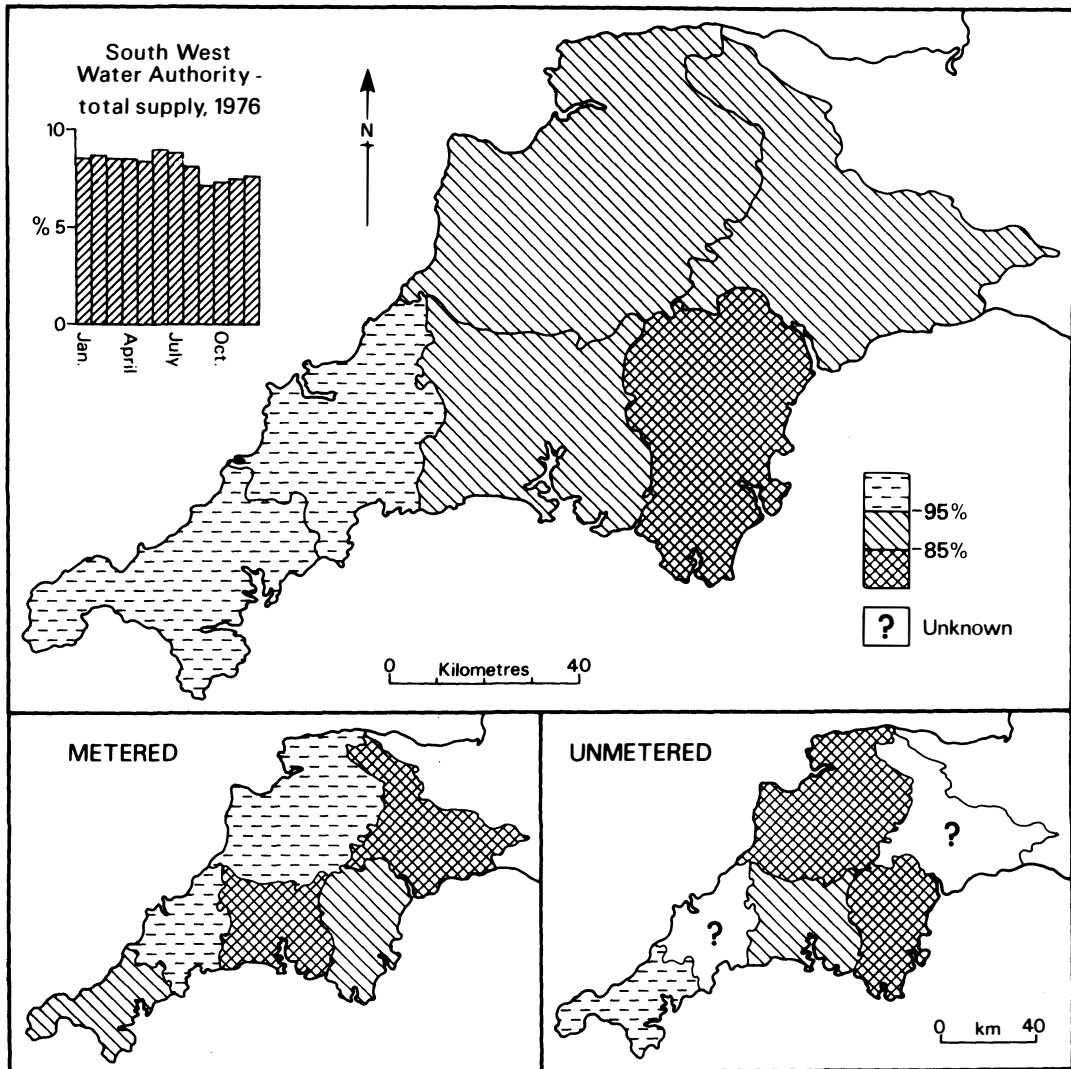 South West
Water Authority -
total supply, 1976
10
% 5
0
Jan.
April
July
Oct.
N
95%
85%
? Unknown
0 Kilometres 40
METERED
UNMETERED
?
?
0 km 40